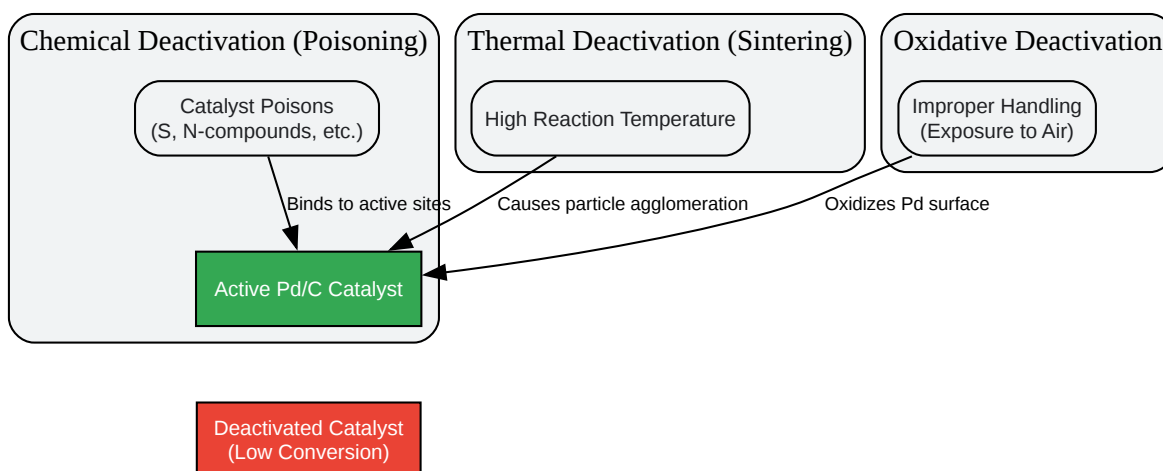 Chemical Deactivation (Poisoning)
Thermal Deactivation (Sintering)
Oxidative Deactivation
Catalyst Poisons
(S, N-compounds, etc.)
High Reaction Temperature
Improper Handling
(Exposure to Air)
Binds to active sites
Causes particle agglomeration
Oxidizes Pd surface
Active Pd/C Catalyst
Deactivated Catalyst
(Low Conversion)